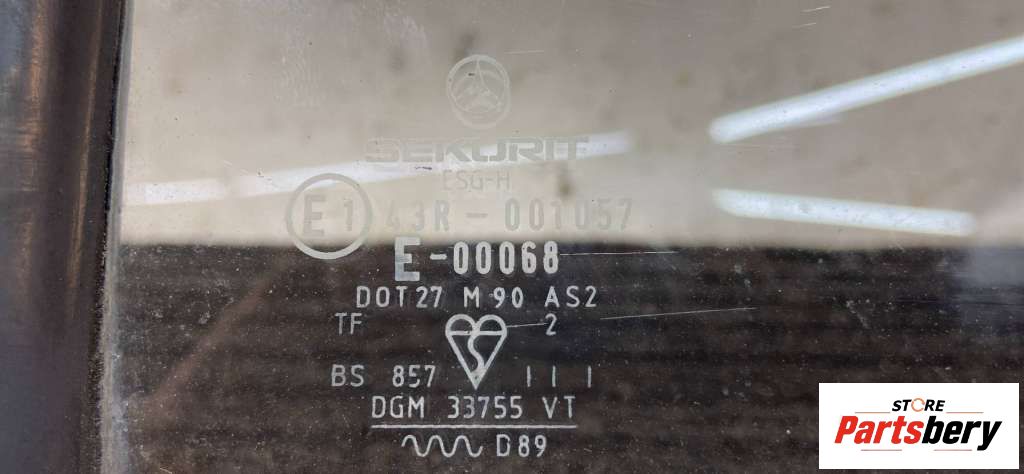 SEKURIT
ESG-H
E1 43R-001057
E-00068
DOT27 M90 AS2
TF 2
BS 857 I I I
DGM 33755 VT
D89
STORE
Partsbery